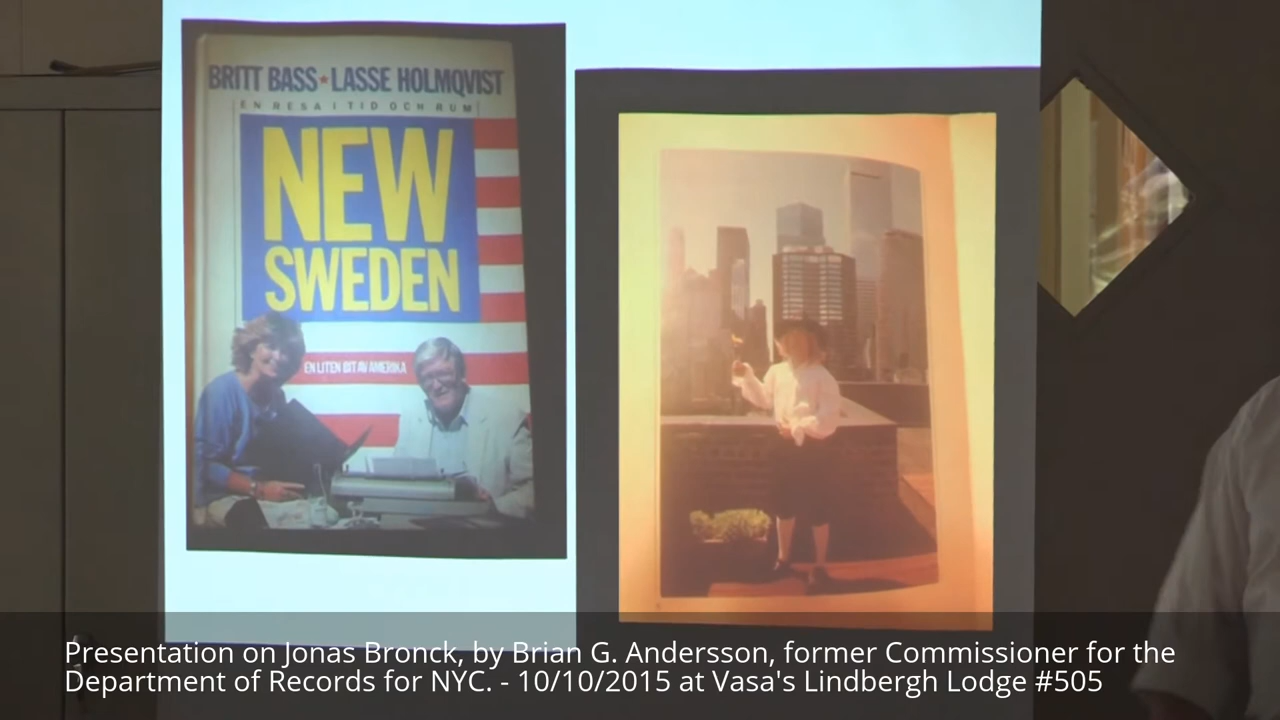 BRITT BASS★LASSE HOLMQVIST
EN RESA I TID OCH RUM
NEW
SWEDEN
EN LITEN BIT AV AMERIKA
Presentation on Jonas Bronck, by Brian G. Andersson, former Commissioner for the
Department of Records for NYC. - 10/10/2015 at Vasa's Lindbergh Lodge #505